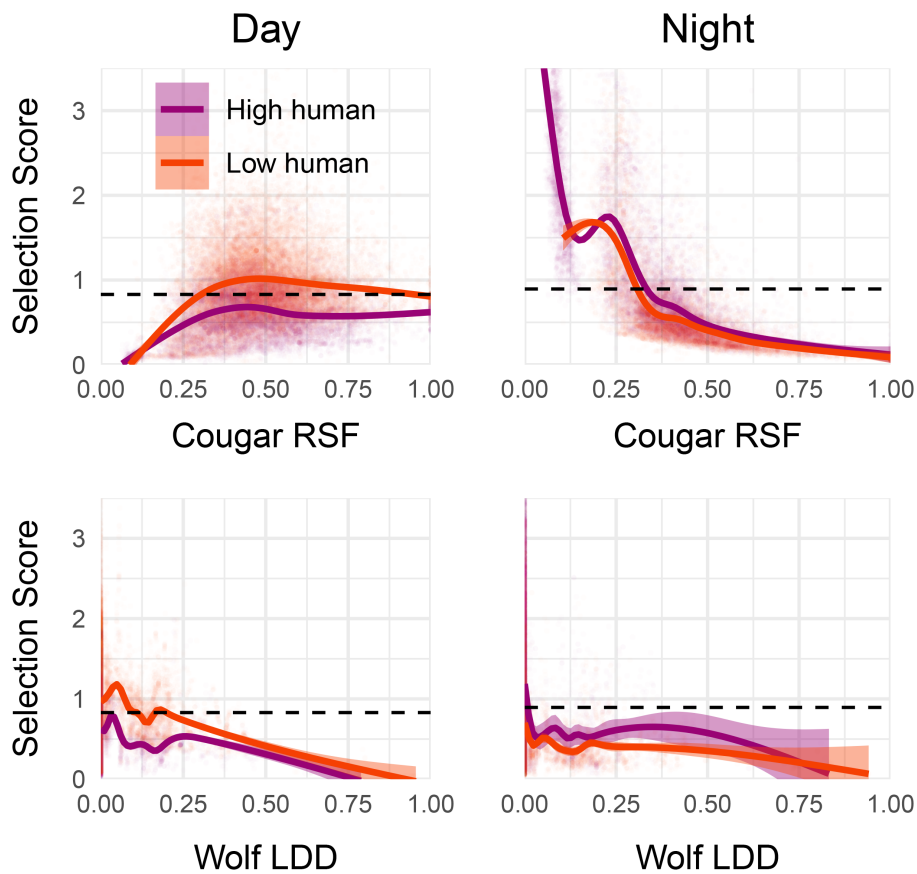 Day
Night
Selection Score
3
2
1
0
High human
Low human
0.00 0.25 0.50 0.75 1.00
0.00 0.25 0.50 0.75 1.00
Cougar RSF
Cougar RSF
Selection Score
3
2
1
0
0.00 0.25 0.50 0.75 1.00
0.00 0.25 0.50 0.75 1.00
Wolf LDD
Wolf LDD